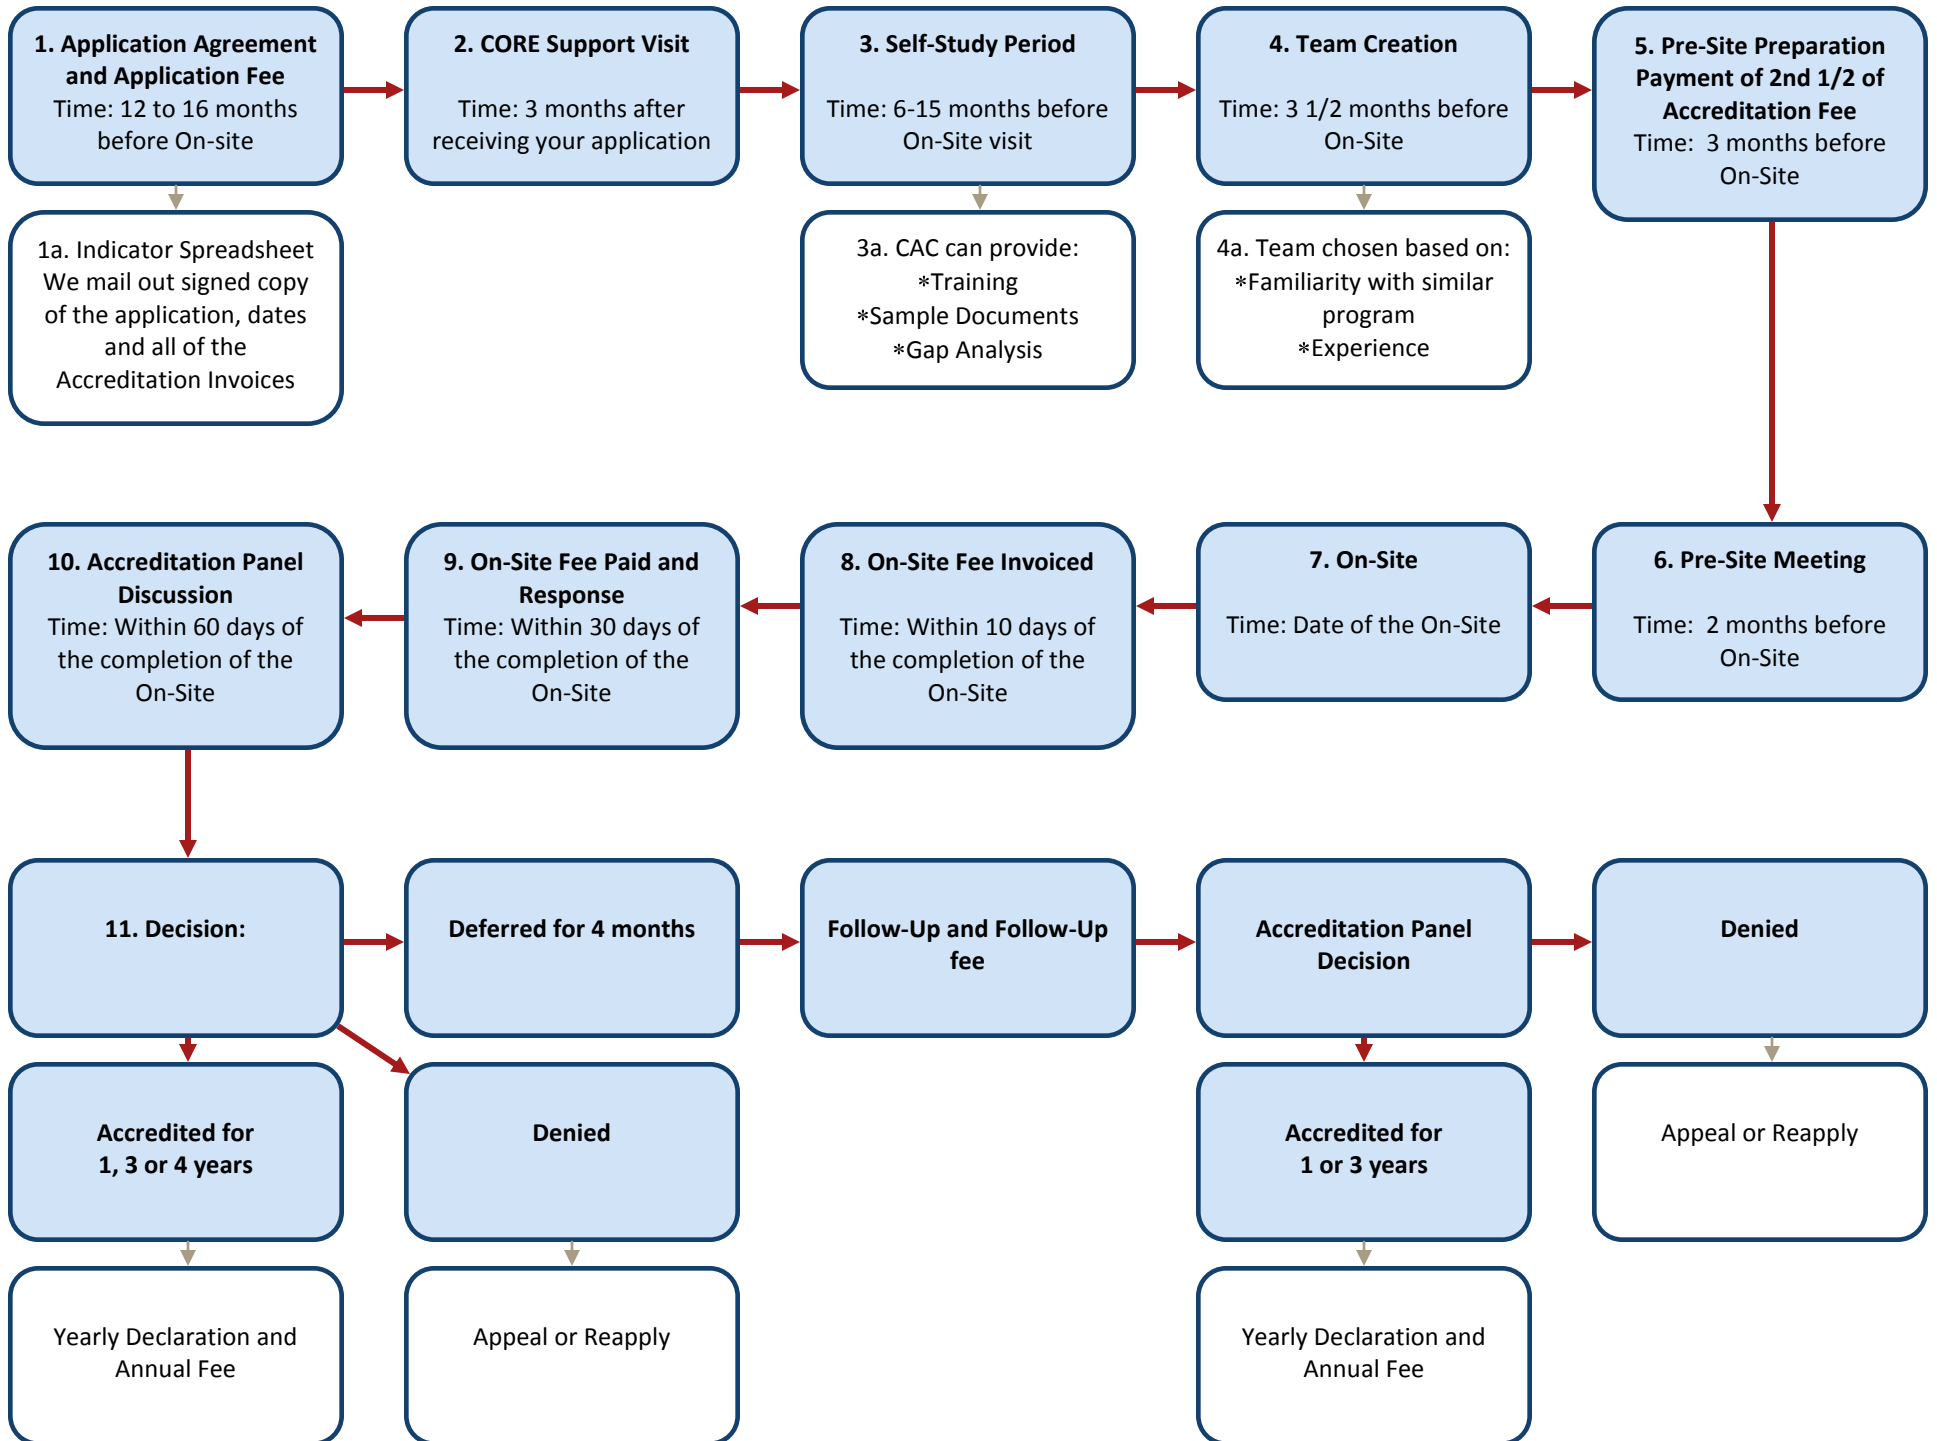 1. Application Agreement
and Application Fee
Time: 12 to 16 months
before On-site
2. CORE Support Visit
Time: 3 months after
receiving your application
3. Self-Study Period
Time: 6-15 months before
On-Site visit
4. Team Creation
Time: 3 1/2 months before
On-Site
5. Pre-Site Preparation
Payment of 2nd 1/2 of
Accreditation Fee
Time:  3 months before
On-Site
1a. Indicator Spreadsheet
We mail out signed copy
of the application, dates
and all of the
Accreditation Invoices
3a. CAC can provide:
*Training
*Sample Documents
*Gap Analysis
4a. Team chosen based on:
*Familiarity with similar
program
*Experience
10. Accreditation Panel
Discussion
Time: Within 60 days of
the completion of the
On-Site
9. On-Site Fee Paid and
Response
Time: Within 30 days of
the completion of the
On-Site
8. On-Site Fee Invoiced
Time: Within 10 days of
the completion of the
On-Site
7. On-Site
Time: Date of the On-Site
6. Pre-Site Meeting
Time:  2 months before
On-Site
11. Decision:
Deferred for 4 months
Follow-Up and Follow-Up
fee
Accreditation Panel
Decision
Denied
Accredited for
1, 3 or 4 years
Denied
Accredited for
1 or 3 years
Appeal or Reapply
Yearly Declaration and
Annual Fee
Appeal or Reapply
Yearly Declaration and
Annual Fee